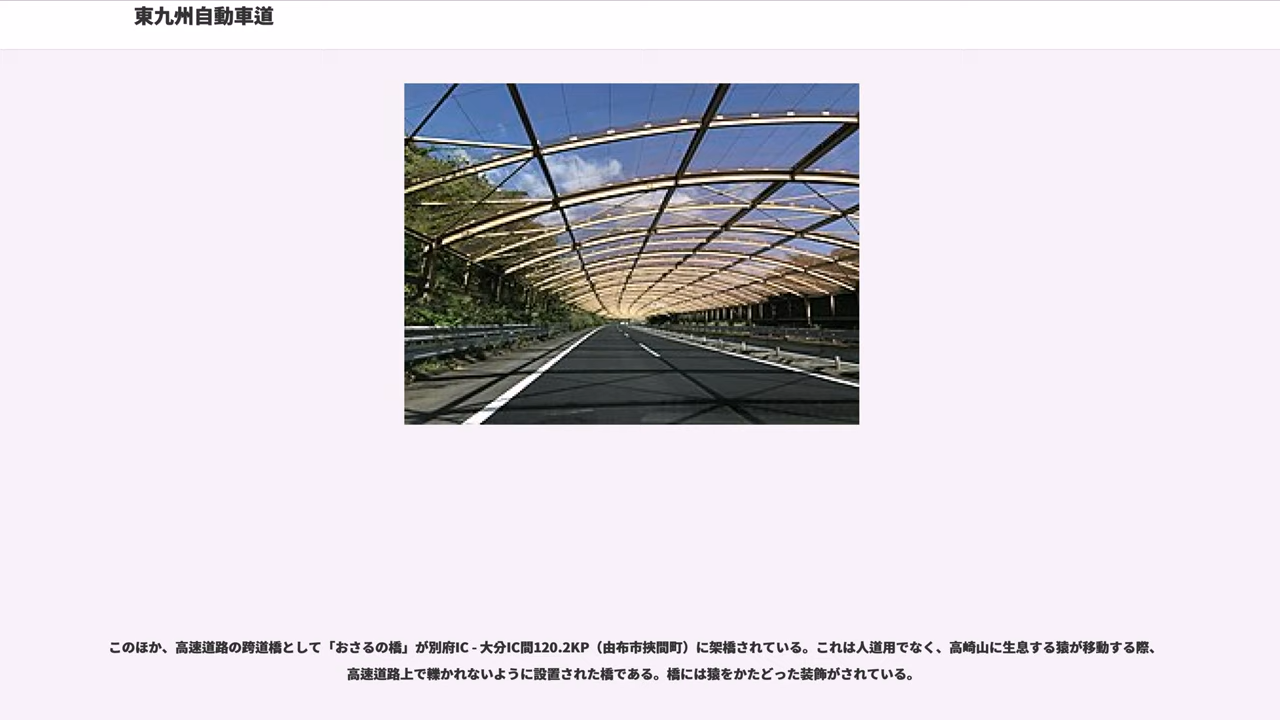 東九州自動車道
このほか、高速道路の跨道橋として「おさるの橋」が別府IC - 大分IC間120.2KP（由布市挾間町）に架橋されている。これは人道用でなく、高崎山に生息する猿が移動する際、
高速道路上で轢かれないように設置された橋である。橋には猿をかたどった装飾がされている。